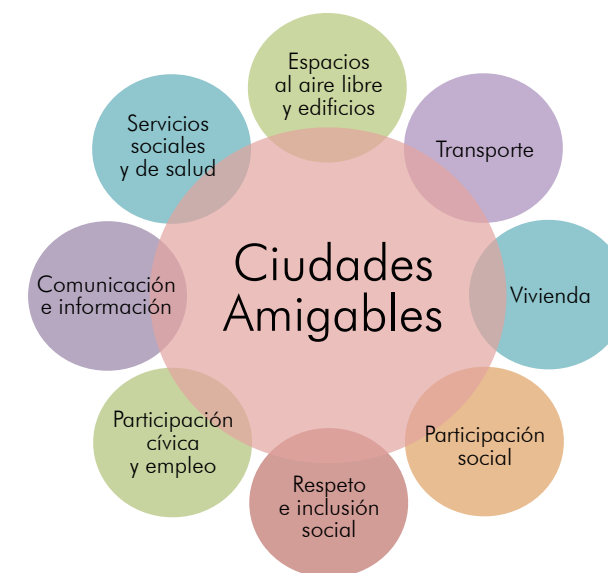 Espacios
al aire libre
y edificios
Transporte
Vivienda
Participación
social
Respeto
e inclusión
social
Participación
cívica
y empleo
Comunicación
e información
Servicios
sociales
y de salud
Ciudades
Amigables